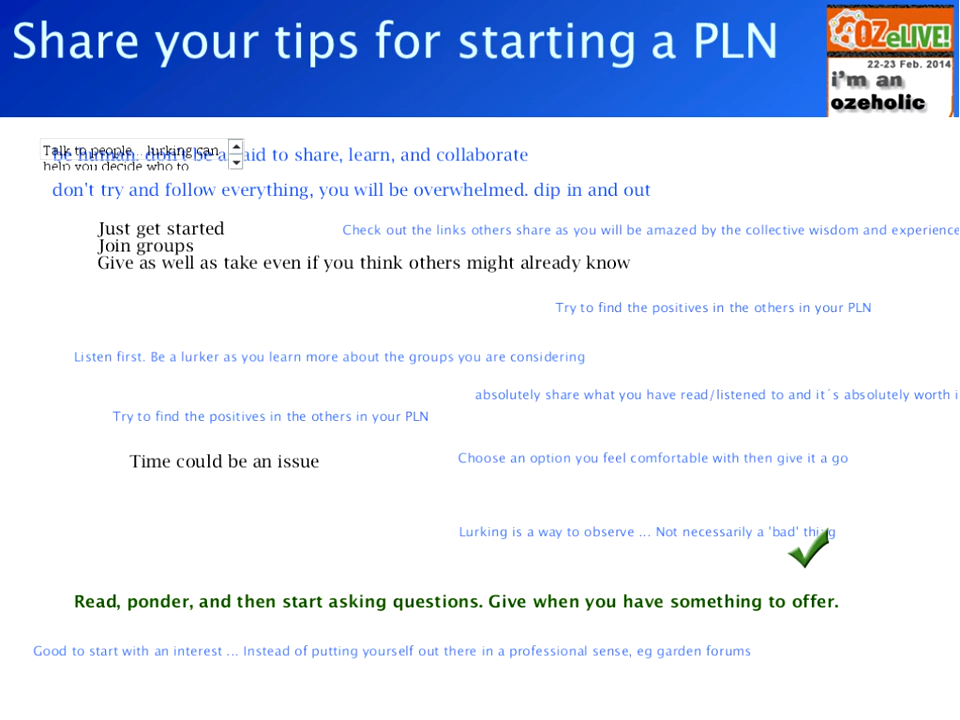 Share your tips for starting a PLN
OZeLIVE!
22-23 Feb. 2014
i'm an
ozeholic
Talk to people... lurking can
help you decide who to
Be human. don't be afraid to share, learn, and collaborate
don't try and follow everything, you will be overwhelmed. dip in and out
Just get started
Check out the links others share as you will be amazed by the collective wisdom and experience
Join groups
Give as well as take even if you think others might already know
Try to find the positives in the others in your PLN
Listen first. Be a lurker as you learn more about the groups you are considering
absolutely share what you have read/listened to and it´s absolutely worth i
Try to find the positives in the others in your PLN
Time could be an issue
Choose an option you feel comfortable with then give it a go
Lurking is a way to observe ... Not necessarily a 'bad' thing
Read, ponder, and then start asking questions. Give when you have something to offer.
Good to start with an interest ... Instead of putting yourself out there in a professional sense, eg garden forums